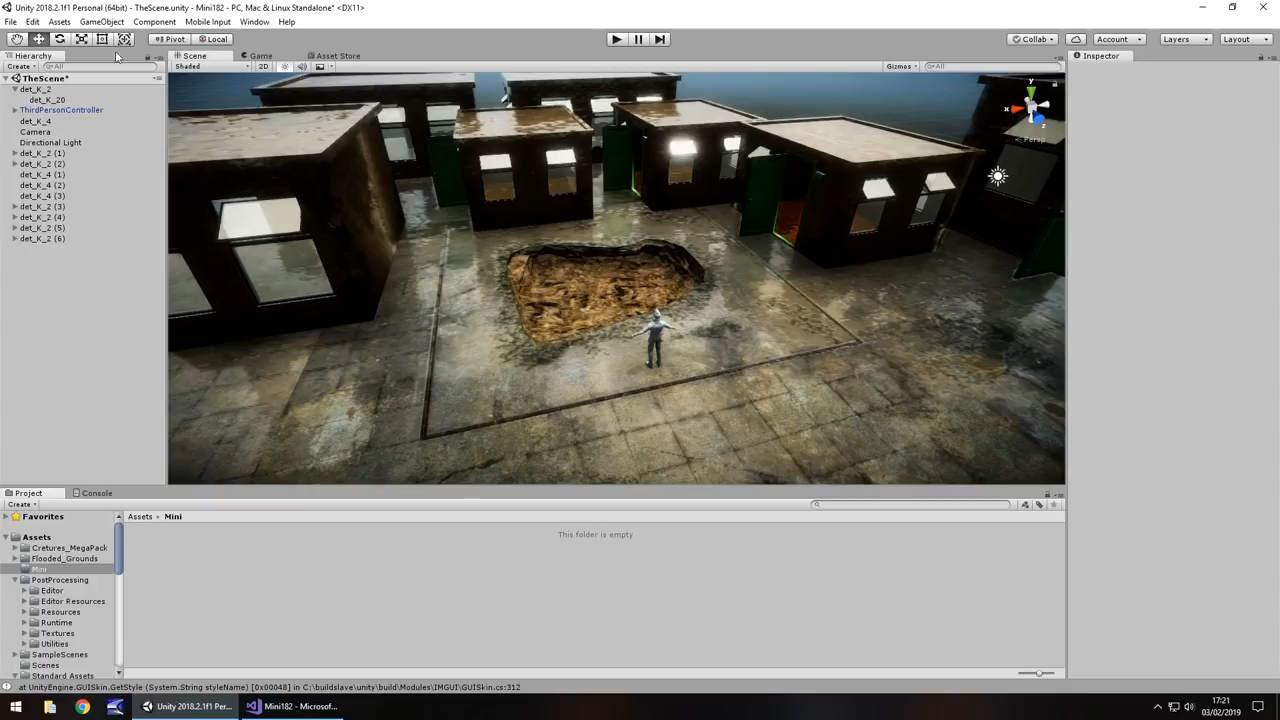 Unity 2018.2.1f1 Personal (64bit) - TheScene.unity - Mini182 - PC, Mac & Linux Standalone* <DX11>
File Edit Assets GameObject Component Mobile Input Window Help
Pivot Local Collab Account Layers Layout
Hierarchy Scene Game Asset Store Inspector
Create All Shaded 2D Gizmos All
TheScene*
det_K_2
det_K_20
ThirdPersonController
det_K_4
Camera
Directional Light
det_K_2 (1)
det_K_2 (2)
det_K_4 (1)
det_K_4 (2)
det_K_4 (3)
det_K_2 (3)
det_K_2 (4)
det_K_2 (5)
det_K_2 (6)
y
x
z
Persp
Project Console
Create
Favorites
Assets
Cretures_MegaPack
Flooded_Grounds
Mini
PostProcessing
Editor
Editor Resources
Resources
Runtime
Textures
Utilities
SampleScenes
Scenes
Standard Assets
Assets Mini
This folder is empty
at UnityEngine.GUISkin.GetStyle (System.String styleName) [0x00048] in C:\buildslave\unity\build\Modules\IMGUI\GUISkin.cs:312
Unity 2018.2.1f1 Per... Mini182 - Microsof...
17:21
03/02/2019